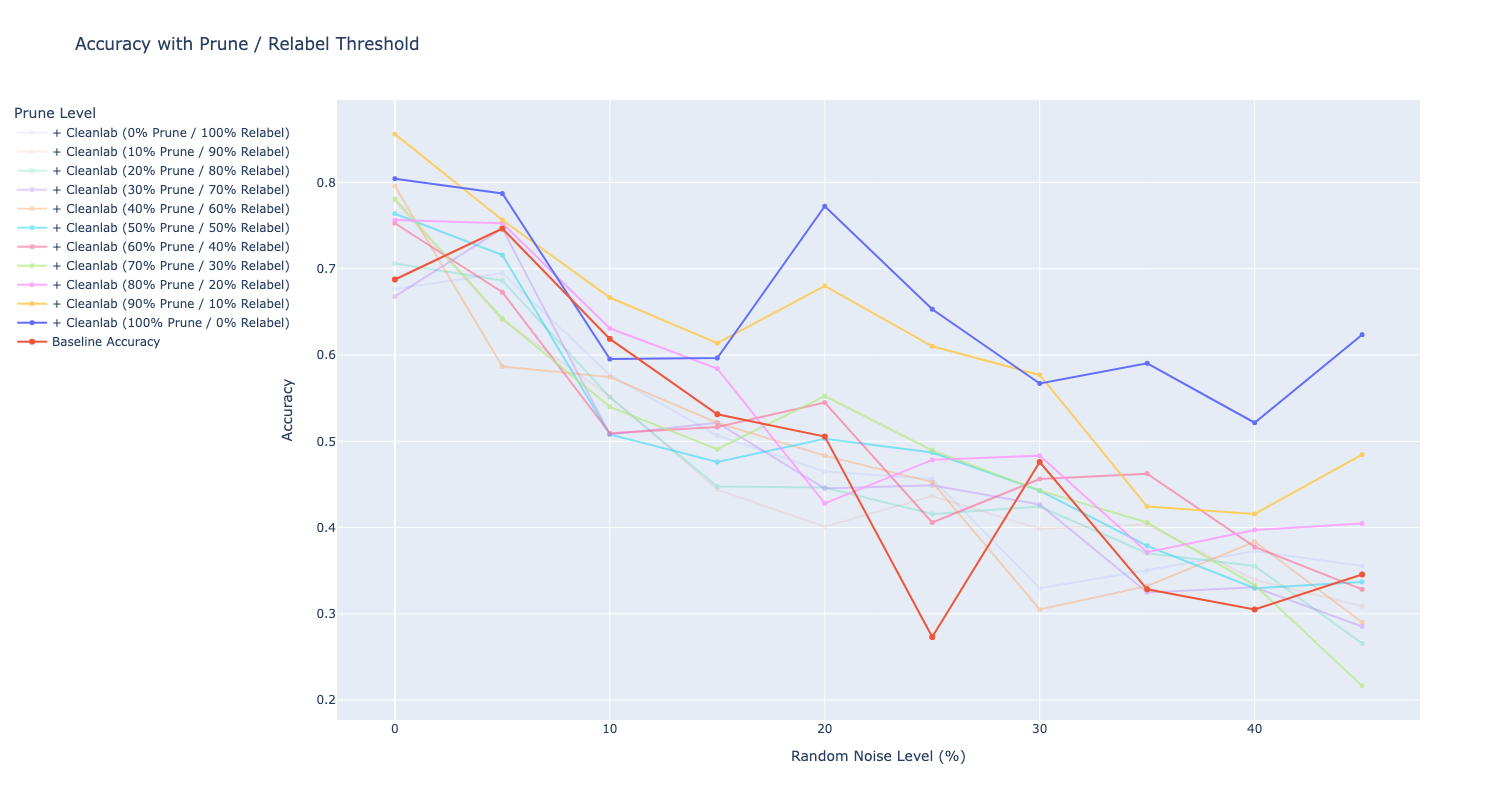 Accuracy with Prune / Relabel Threshold
Prune Level
+ Cleanlab (0% Prune / 100% Relabel)
+ Cleanlab (10% Prune / 90% Relabel)
+ Cleanlab (20% Prune / 80% Relabel)
+ Cleanlab (30% Prune / 70% Relabel)
+ Cleanlab (40% Prune / 60% Relabel)
+ Cleanlab (50% Prune / 50% Relabel)
+ Cleanlab (60% Prune / 40% Relabel)
+ Cleanlab (70% Prune / 30% Relabel)
+ Cleanlab (80% Prune / 20% Relabel)
+ Cleanlab (90% Prune / 10% Relabel)
+ Cleanlab (100% Prune / 0% Relabel)
Baseline Accuracy
Accuracy
0.8
0.7
0.6
0.5
0.4
0.3
0.2
0 10 20 30 40
Random Noise Level (%)